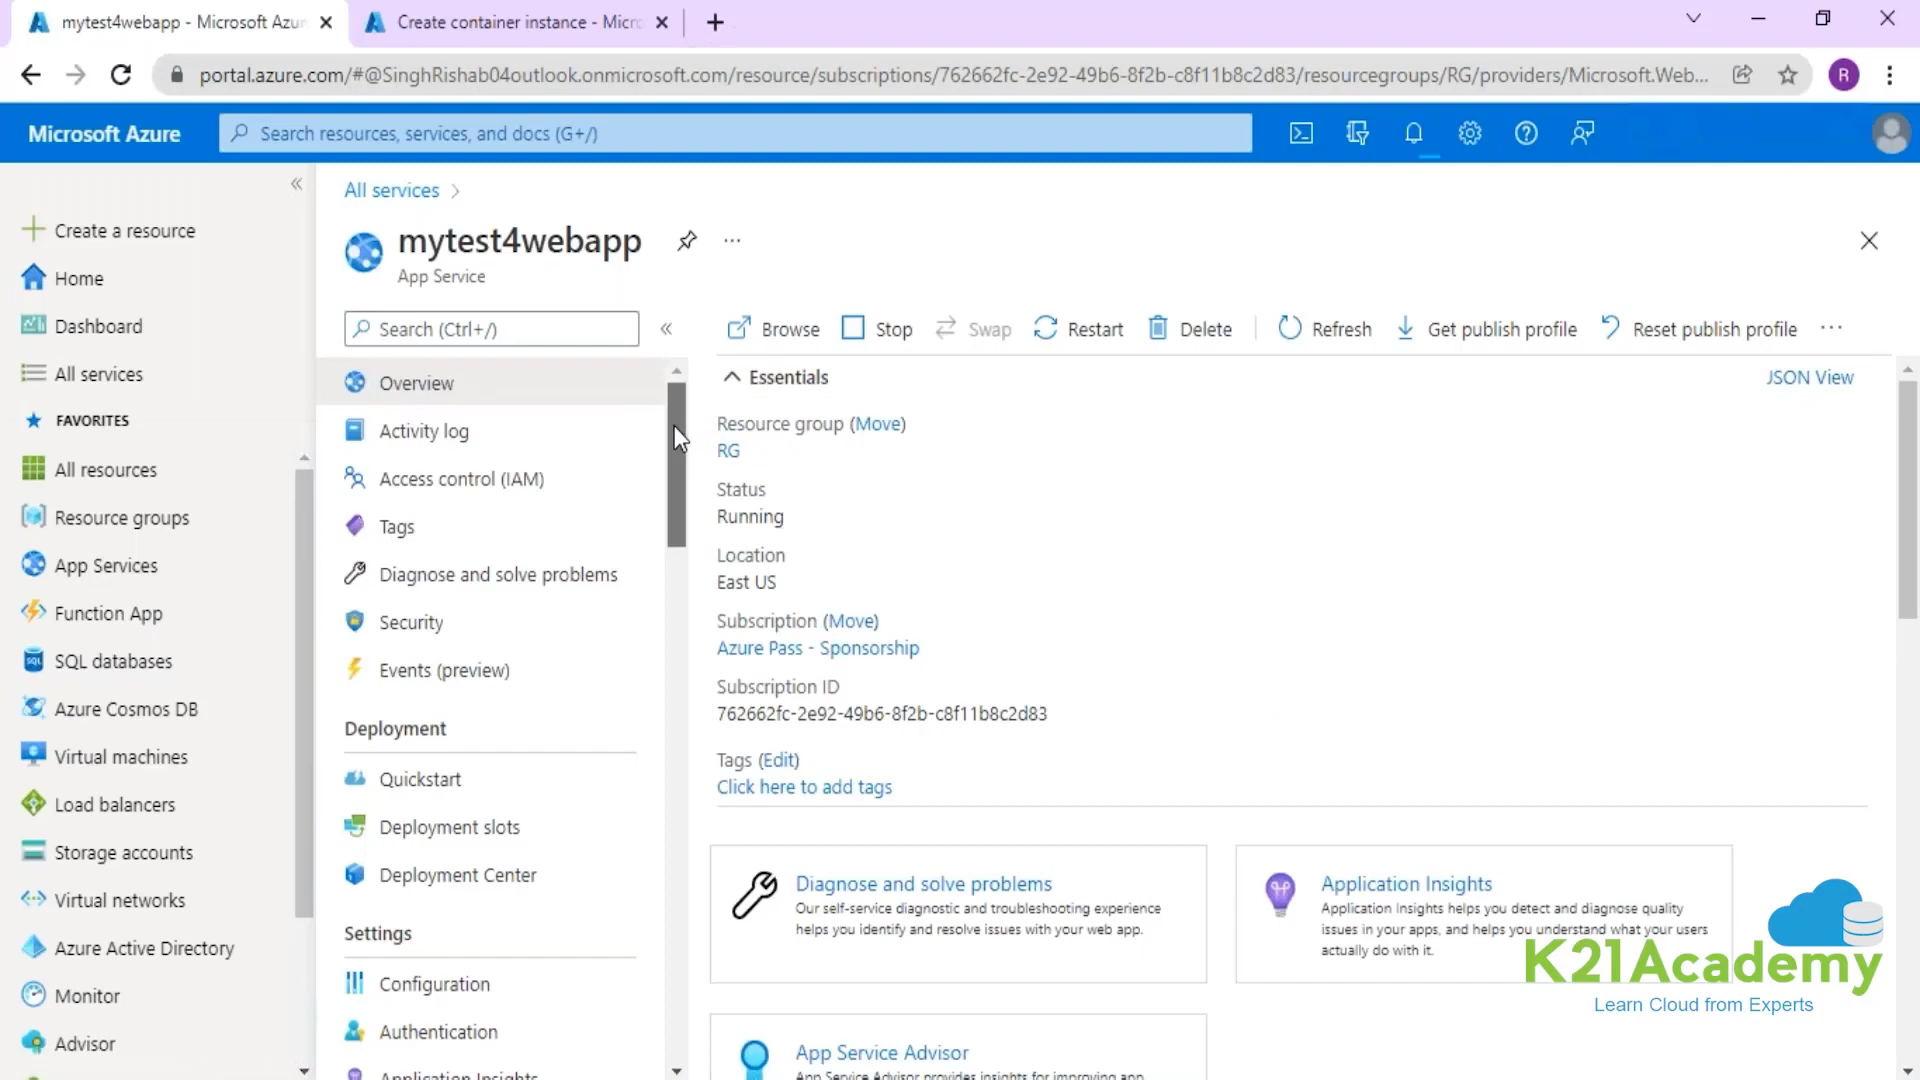 mytest4webapp - Microsoft Azu
Create container instance - Micro
portal.azure.com/#@SinghRishab04outlook.onmicrosoft.com/resource/subscriptions/762662fc-2e92-49b6-8f2b-c8f11b8c2d83/resourcegroups/RG/providers/Microsoft.Web...
R
Microsoft Azure
Search resources, services, and docs (G+/)
Create a resource
Home
Dashboard
All services
FAVORITES
All resources
Resource groups
App Services
Function App
SQL databases
Azure Cosmos DB
Virtual machines
Load balancers
Storage accounts
Virtual networks
Azure Active Directory
Monitor
Advisor
All services >
mytest4webapp
App Service
Search (Ctrl+/)
Overview
Activity log
Access control (IAM)
Tags
Diagnose and solve problems
Security
Events (preview)
Deployment
Quickstart
Deployment slots
Deployment Center
Settings
Configuration
Authentication
Application Insights
Browse
Stop
Swap
Restart
Delete
Refresh
Get publish profile
Reset publish profile
Essentials
JSON View
Resource group (Move)
RG
Status
Running
Location
East US
Subscription (Move)
Azure Pass - Sponsorship
Subscription ID
762662fc-2e92-49b6-8f2b-c8f11b8c2d83
Tags (Edit)
Click here to add tags
Diagnose and solve problems
Our self-service diagnostic and troubleshooting experience
helps you identify and resolve issues with your web app.
Application Insights
Application Insights helps you detect and diagnose quality
issues in your apps, and helps you understand what your users
actually do with it.
App Service Advisor
App Service Advisor provides insights for improving app
K21Academy
Learn Cloud from Experts